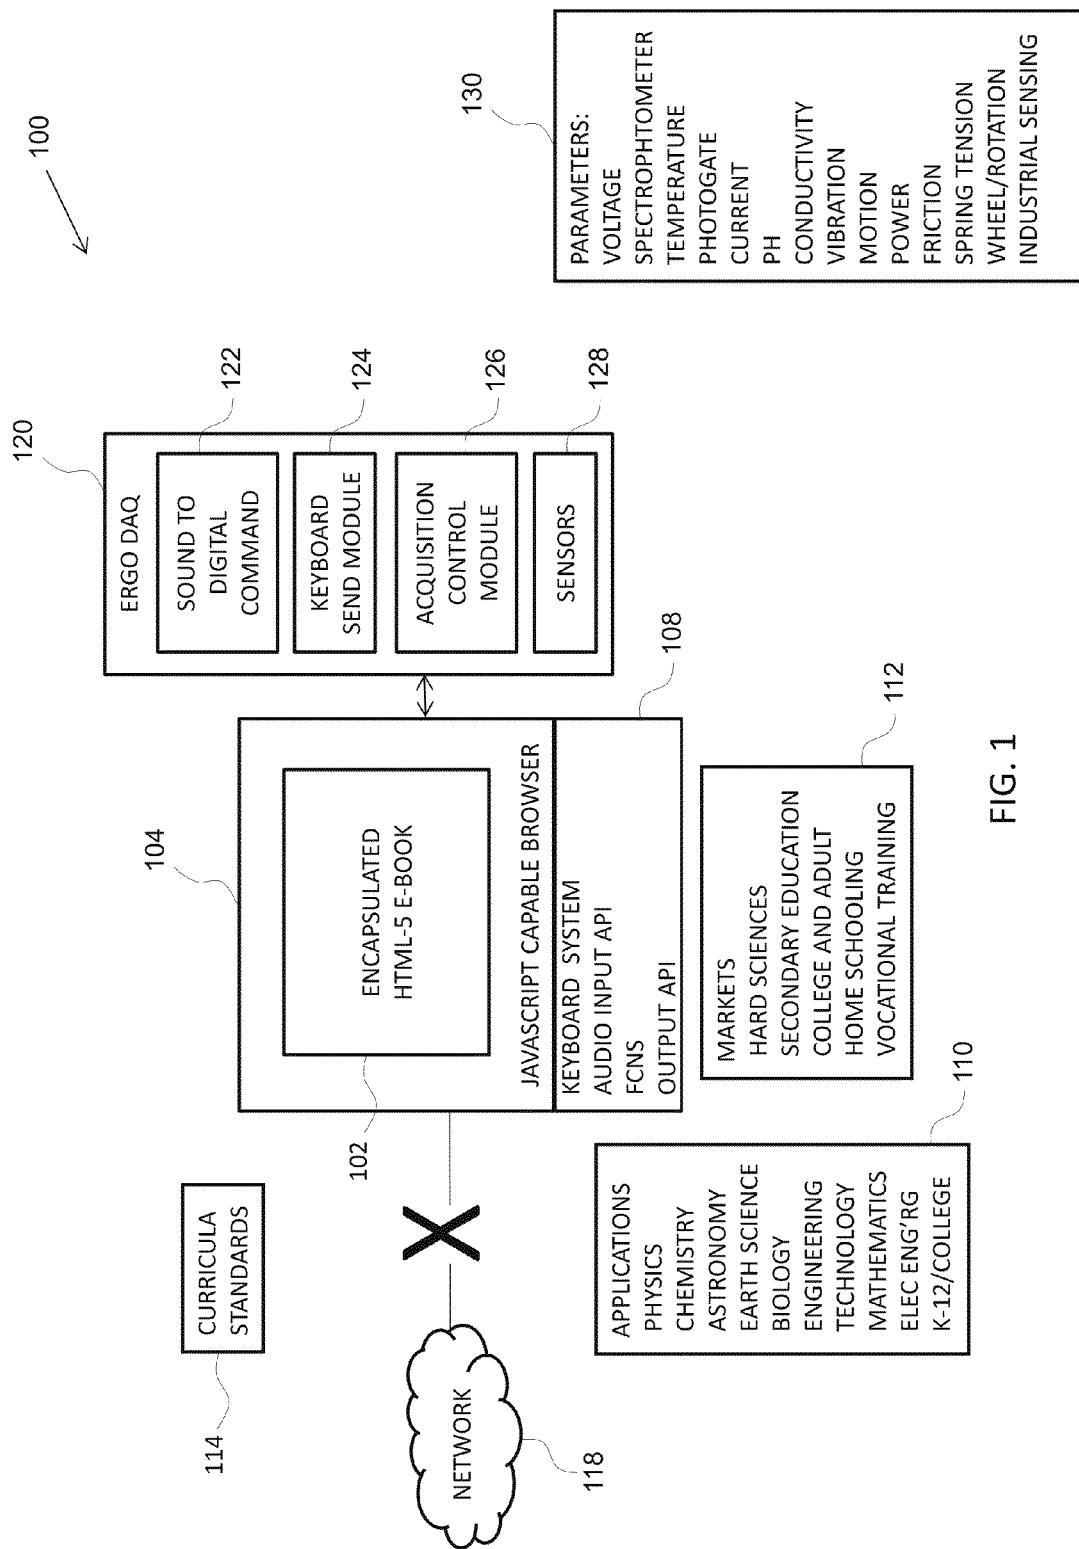 100
114
CURRICULA
STANDARDS
118
NETWORK
104
102
ENCAPSULATED
HTML-5 E-BOOK
JAVASCRIPT CAPABLE BROWSER
KEYBOARD SYSTEM
AUDIO INPUT API
FCNS
OUTPUT API
108
120
ERGO DAQ
SOUND TO
DIGITAL
COMMAND
122
KEYBOARD
SEND MODULE
124
ACQUISITION
CONTROL
MODULE
126
SENSORS
128
110
APPLICATIONS
PHYSICS
CHEMISTRY
ASTRONOMY
EARTH SCIENCE
BIOLOGY
ENGINEERING
TECHNOLOGY
MATHEMATICS
ELEC ENG'RG
K-12/COLLEGE
112
MARKETS
HARD SCIENCES
SECONDARY EDUCATION
COLLEGE AND ADULT
HOME SCHOOLING
VOCATIONAL TRAINING
130
PARAMETERS:
VOLTAGE
SPECTROPHTOMETER
TEMPERATURE
PHOTOGATE
CURRENT
PH
CONDUCTIVITY
VIBRATION
MOTION
POWER
FRICTION
SPRING TENSION
WHEEL/ROTATION
INDUSTRIAL SENSING
FIG. 1